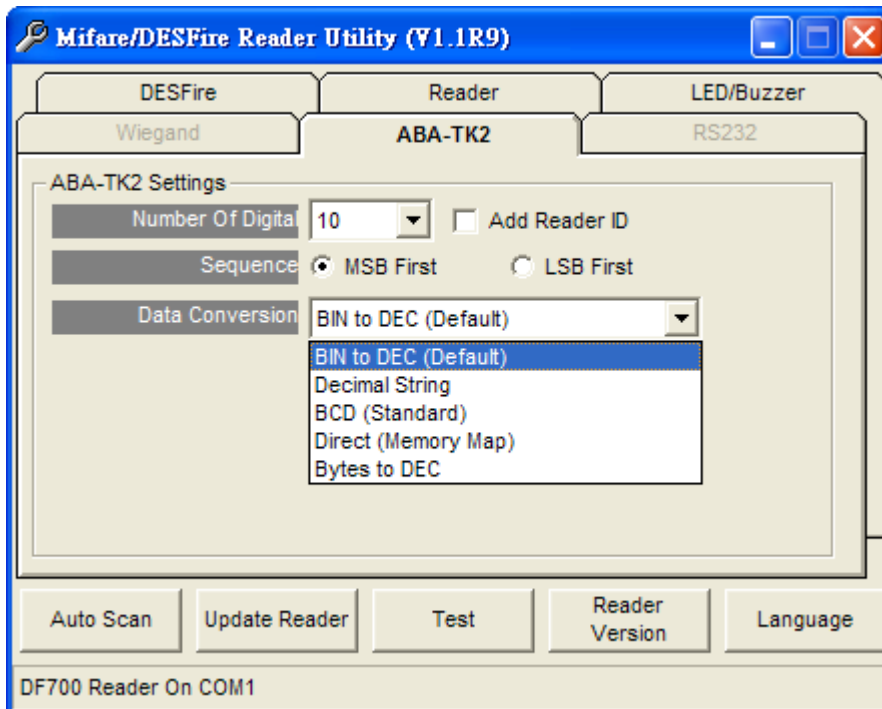 Mifare/DESFire Reader Utility (V1.1R9)
DESFire Reader LED/Buzzer
Wiegand ABA-TK2 RS232
ABA-TK2 Settings
Number Of Digital 10 Add Reader ID
Sequence MSB First LSB First
Data Conversion BIN to DEC (Default)
BIN to DEC (Default)
Decimal String
BCD (Standard)
Direct (Memory Map)
Bytes to DEC
Auto Scan Update Reader Test Reader Version Language
DF700 Reader On COM1